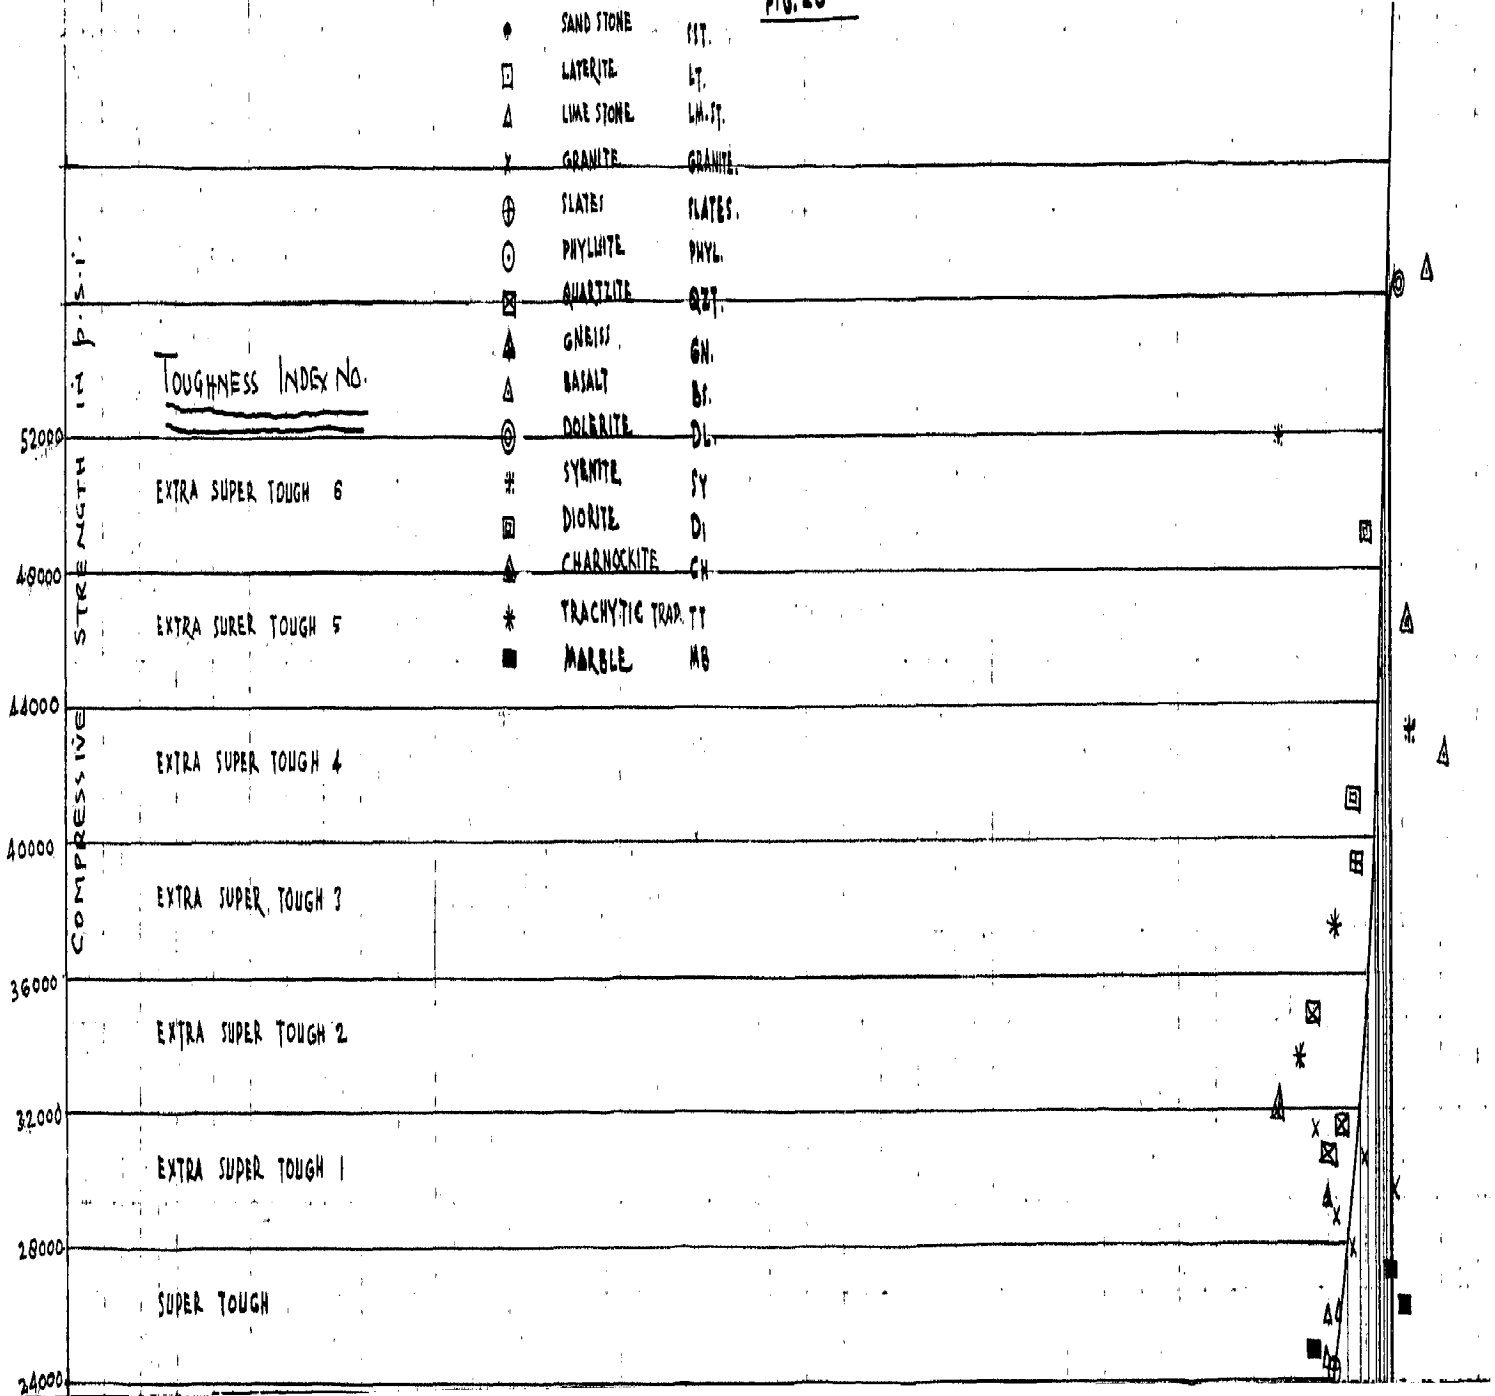 FIG. 20
SAND STONE SST.
LATERITE LT.
LIME STONE LM.ST.
GRANITE GRANITE.
SLATES SLATES.
PHYLLITE PHYL.
QUARTZITE QZT.
GNEISS GN.
BASALT BS.
DOLERITE DL.
SYENITE SY
DIORITE DI
CHARNOCKITE CH
TRACHYTIC TRAP. TT
MARBLE MB
COMPRESSIVE STRENGTH IN p.s.i.
TOUGHNESS INDEX NO.
52000
EXTRA SUPER TOUGH 6
48000
EXTRA SURER TOUGH 5
44000
EXTRA SUPER TOUGH 4
40000
EXTRA SUPER TOUGH 3
36000
EXTRA SUPER TOUGH 2
32000
EXTRA SUPER TOUGH 1
28000
SUPER TOUGH
24000